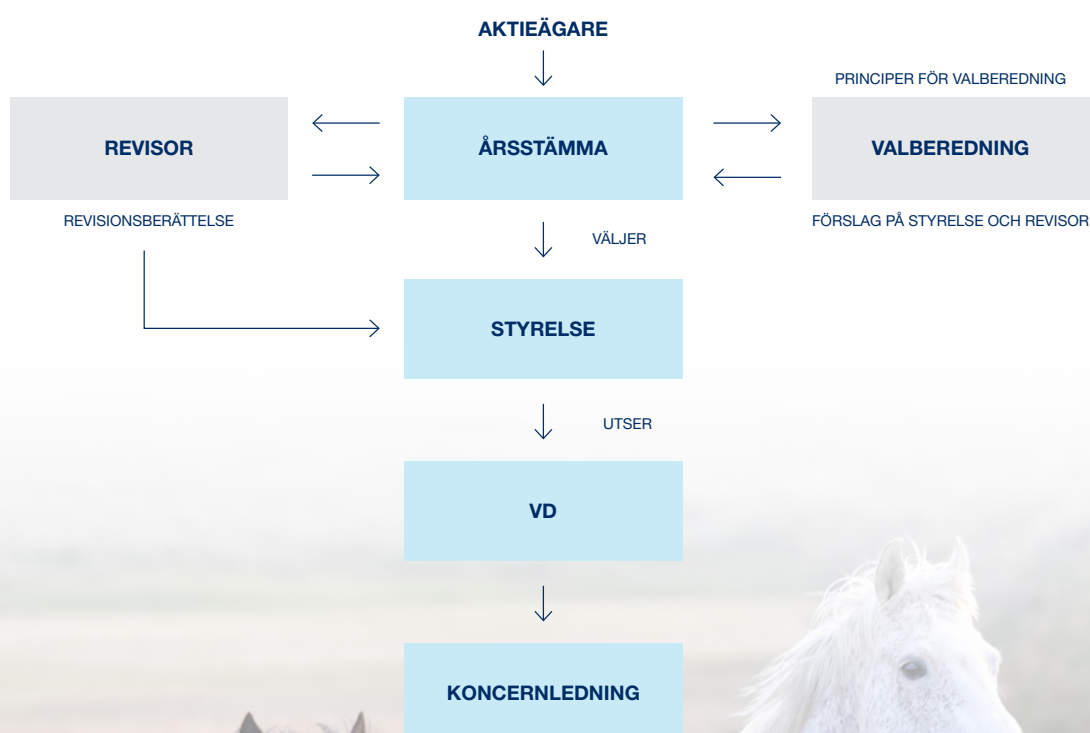 AKTIEÄGARE
PRINCIPER FÖR VALBEREDNING
REVISOR
ÅRSSTÄMMA
VALBEREDNING
REVISIONSBERÄTTELSE
FÖRSLAG PÅ STYRELSE OCH REVISOR
VÄLJER
STYRELSE
UTSER
VD
KONCERNLEDNING